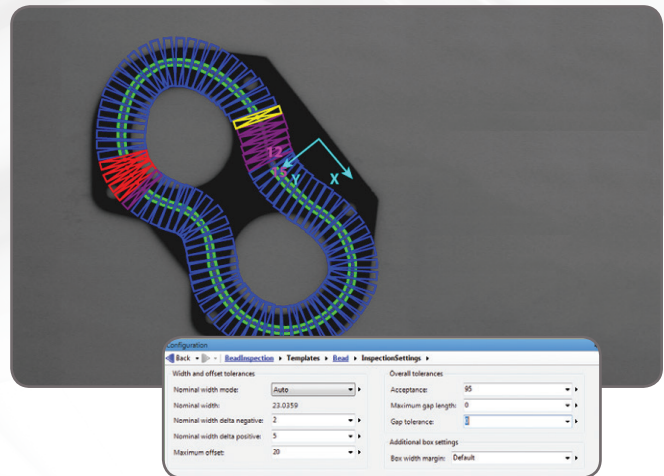 12
Y
X
Configuration
Back BeadInspection Templates Bead InspectionSettings
Width and offset tolerances
Nominal width mode: Auto
Nominal width: 23.0359
Nominal width delta negative: 2
Nominal width delta positive: 5
Maximum offset: 20
Overall tolerances
Acceptance: 95
Maximum gap length: 0
Gap tolerance:
Additional box settings
Box width margin: Default